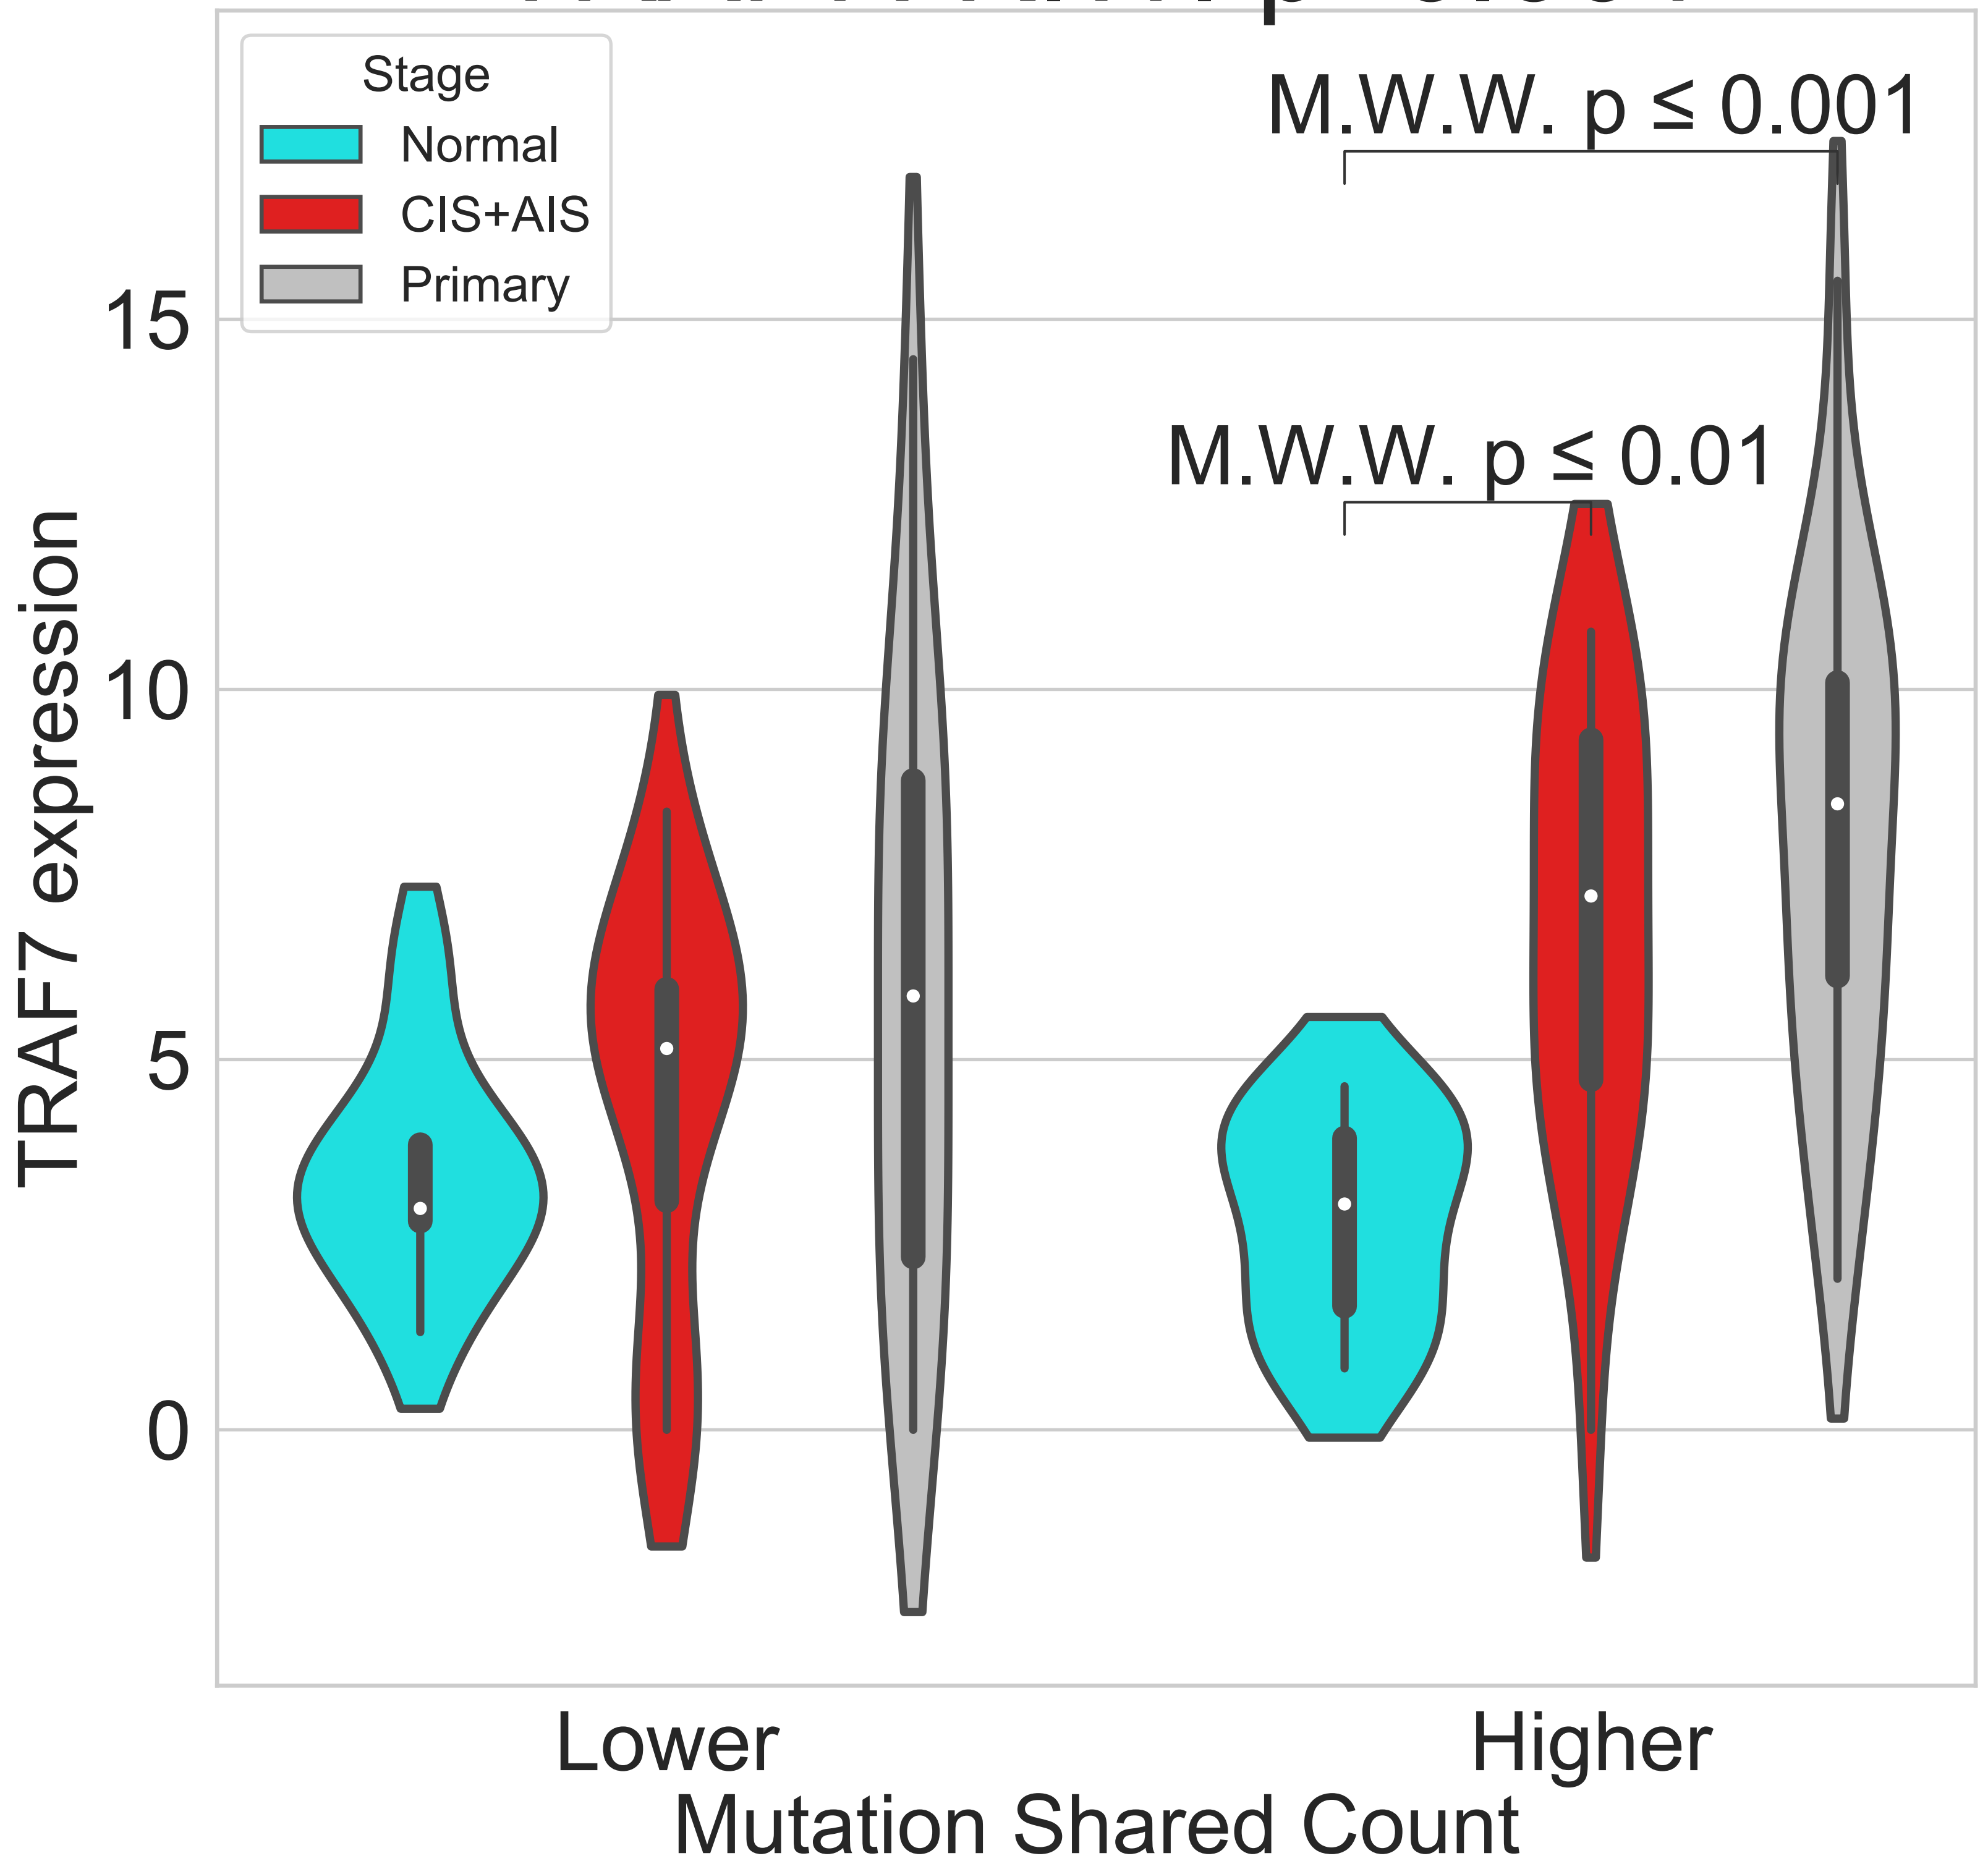 Stage
Normal
CIS+AIS
Primary
M.W.W. p ≤ 0.001
M.W.W. p ≤ 0.01
15
10
5
0
TRAF7 expression
Lower
Higher
Mutation Shared Count